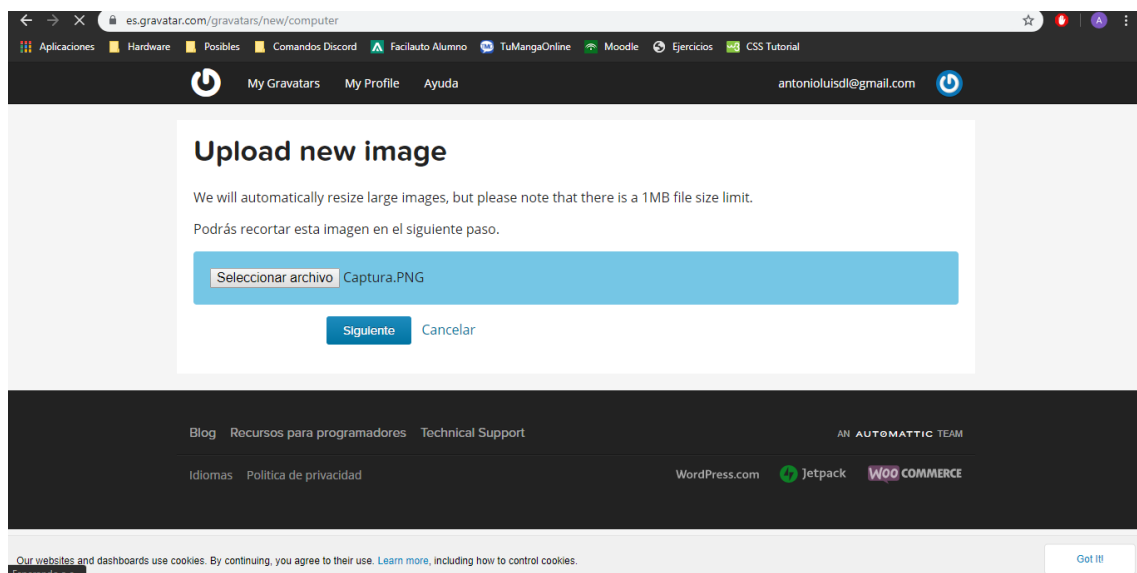 es.gravatar.com/gravatars/new/computer
Aplicaciones Hardware Posibles Comandos Discord Facilauto Alumno TuMangaOnline Moodle Ejercicios CSS Tutorial
My Gravatars My Profile Ayuda antonioluisdl@gmail.com
Upload new image
We will automatically resize large images, but please note that there is a 1MB file size limit.
Podrás recortar esta imagen en el siguiente paso.
Seleccionar archivo Captura.PNG
Siguiente Cancelar
Blog Recursos para programadores Technical Support AN AUTOMATTIC TEAM
Idiomas Politica de privacidad WordPress.com Jetpack WOO COMMERCE
Our websites and dashboards use cookies. By continuing, you agree to their use. Learn more, including how to control cookies. Got It!